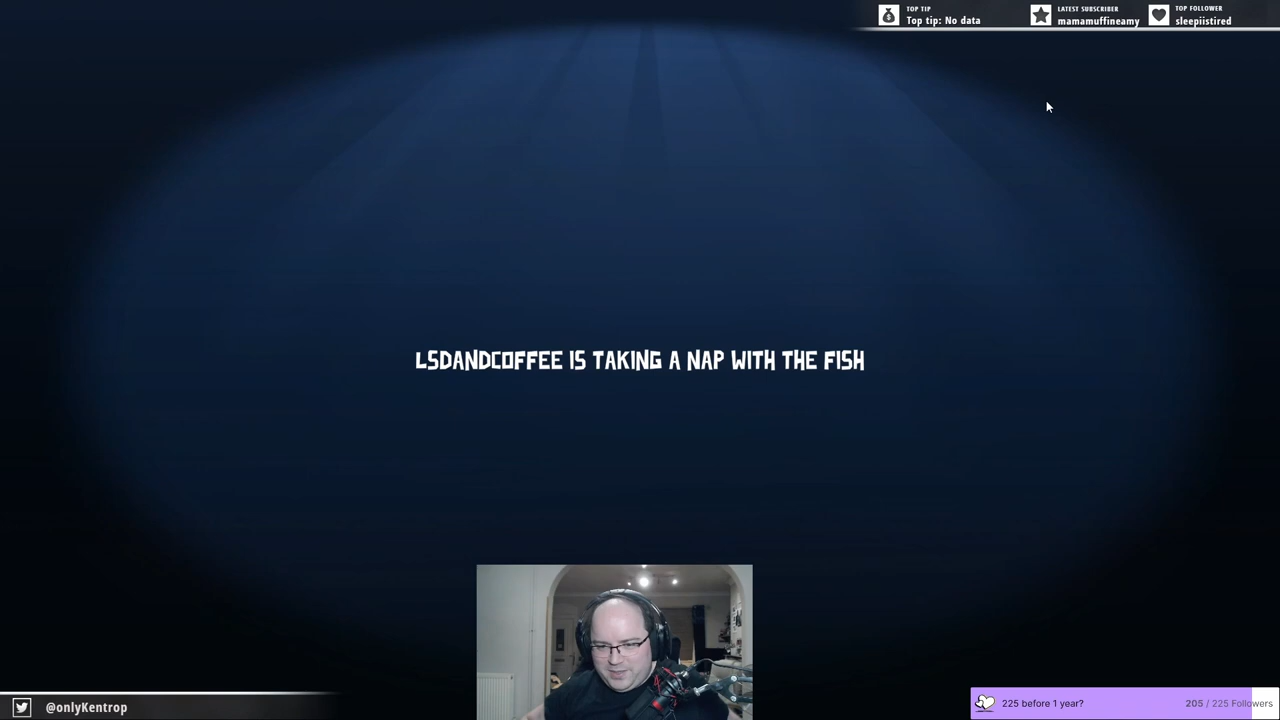 TOP TIP
Top tip: No data
LATEST SUBSCRIBER
mamamuffineamy
TOP FOLLOWER
sleepiistired
LSDANDCOFFEE IS TAKING A NAP WITH THE FISH
@onlyKentrop
225 before 1 year?
205 / 225 Followers